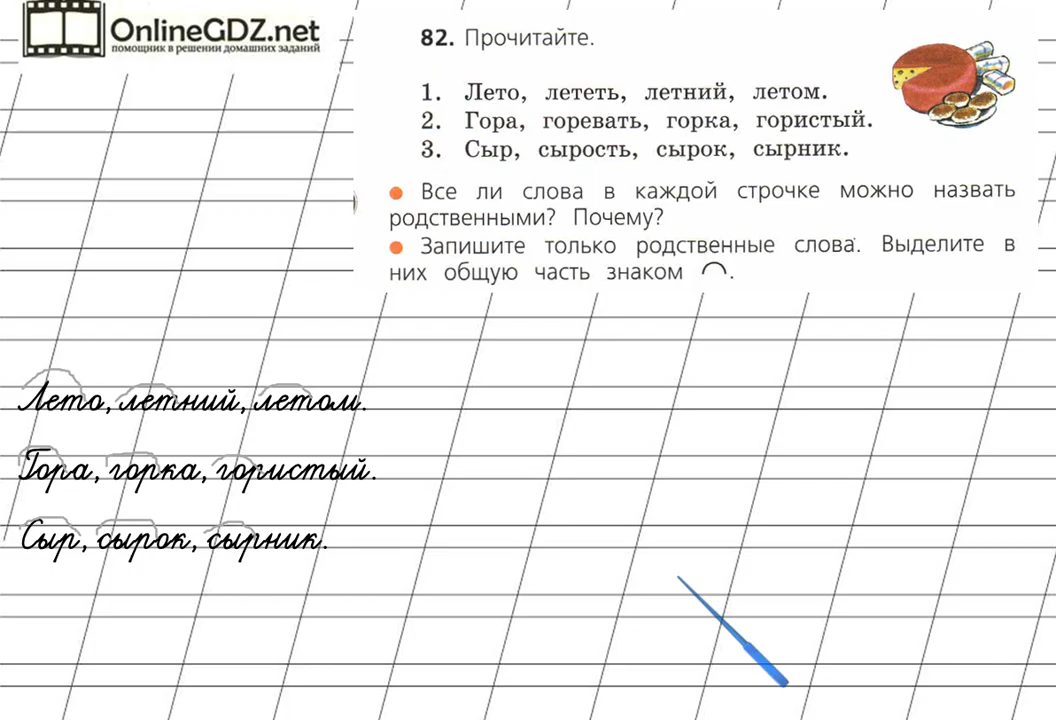 OnlineGDZ.net
помощник в решении домашних заданий
82. Прочитайте.
1. Лето, лететь, летний, летом.
2. Гора, горевать, горка, гористый.
3. Сыр, сырость, сырок, сырник.
Все ли слова в каждой строчке можно назвать
родственными? Почему?
Запишите только родственные слова. Выделите в
них общую часть знаком ⌒.
Лето, летний, летом.
Гора, горка, гористый.
Сыр, сырок, сырник.